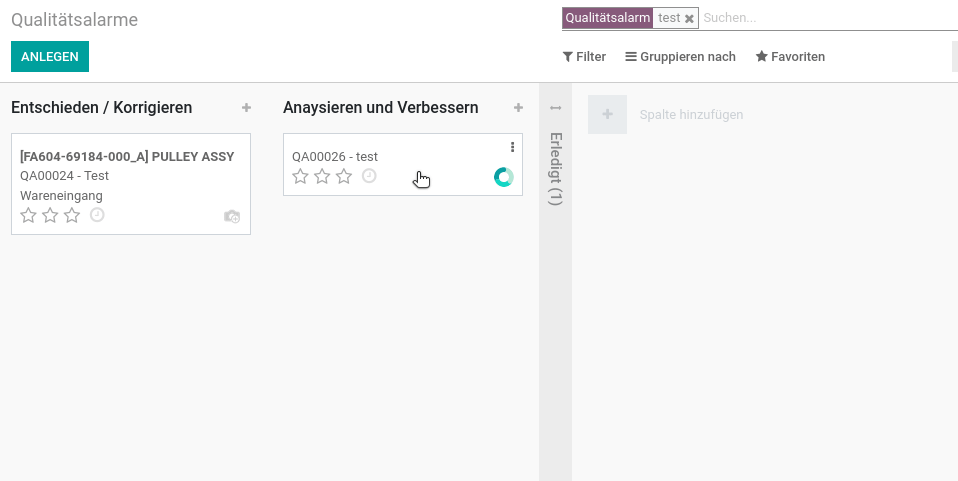 Qualitätsalarme
Qualitätsalarm test Suchen...
ANLEGEN
Filter Gruppieren nach Favoriten
Entschieden / Korrigieren
[FA604-69184-000_A] PULLEY ASSY
QA00024 - Test
Wareneingang
Anaysieren und Verbessern
QA00026 - test
Erledigt (1)
Spalte hinzufügen